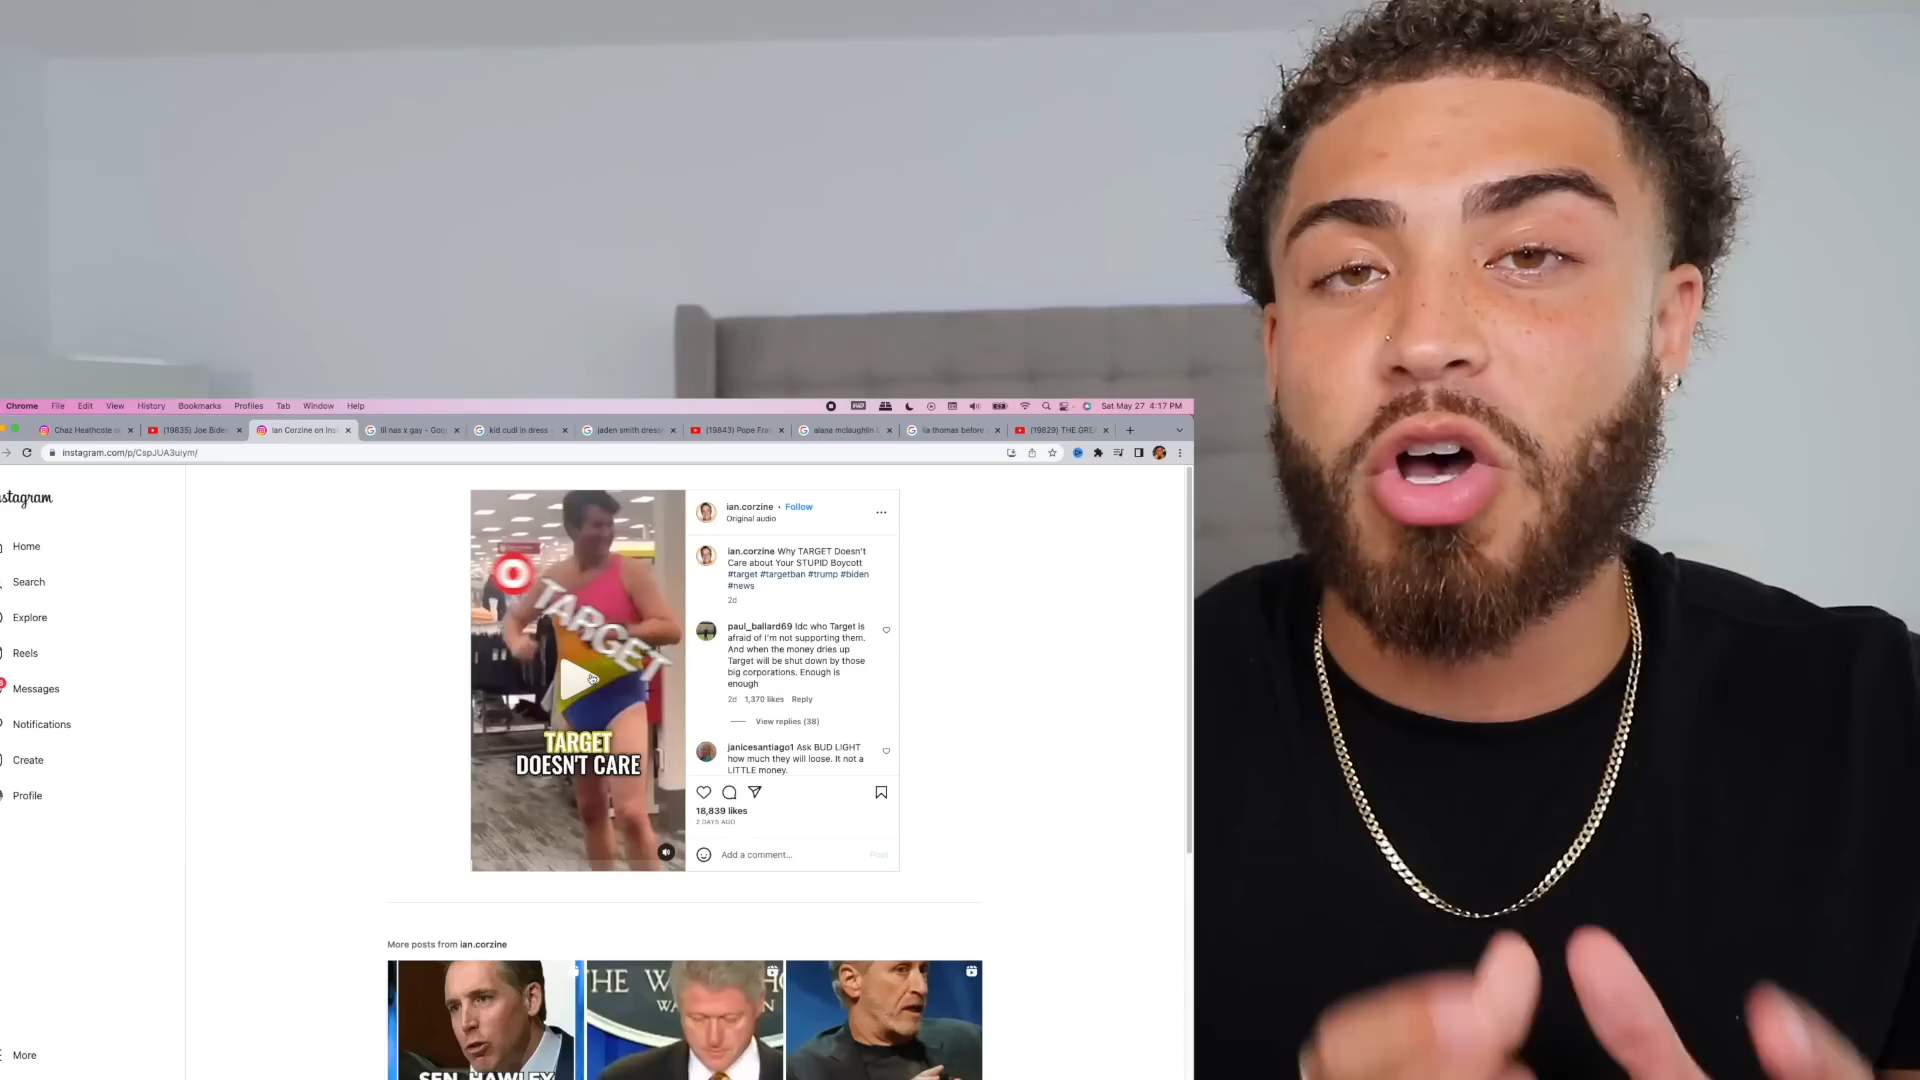 Chrome File Edit View History Bookmarks Profiles Tab Window Help Sat May 27 4:17 PM
Chaz Heathcote (19835) Joe Biden Ian Corzine on Ins lil nas x gay - Goo kid cudi in dress - jaden smith dress (19843) Pope Fra aiana mclaughlin lia thomas before (19829) THE GREA
instagram.com/p/CspJUA3uiym/
stagram
Home
Search
Explore
Reels
Messages
Notifications
Create
Profile
More
TARGET
TARGET
DOESN'T CARE
ian.corzine • Follow
Original audio
ian.corzine Why TARGET Doesn't
Care about Your STUPID Boycott
#target #targetban #trump #biden
#news
2d
paul_ballard69 Idc who Target is
afraid of I'm not supporting them.
And when the money dries up
Target will be shut down by those
big corporations. Enough is
enough
2d 1,370 likes Reply
View replies (38)
janicesantiago1 Ask BUD LIGHT
how much they will loose. It not a
LITTLE money.
18,839 likes
2 DAYS AGO
Add a comment... Post
More posts from ian.corzine
SEN. HAWLEY
THE W H
WA